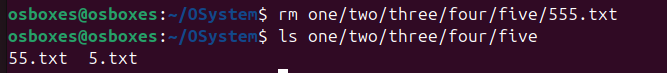 osboxes@osboxes:~/OSystem$ rm one/two/three/four/five/555.txt
osboxes@osboxes:~/OSystem$ ls one/two/three/four/five
55.txt  5.txt